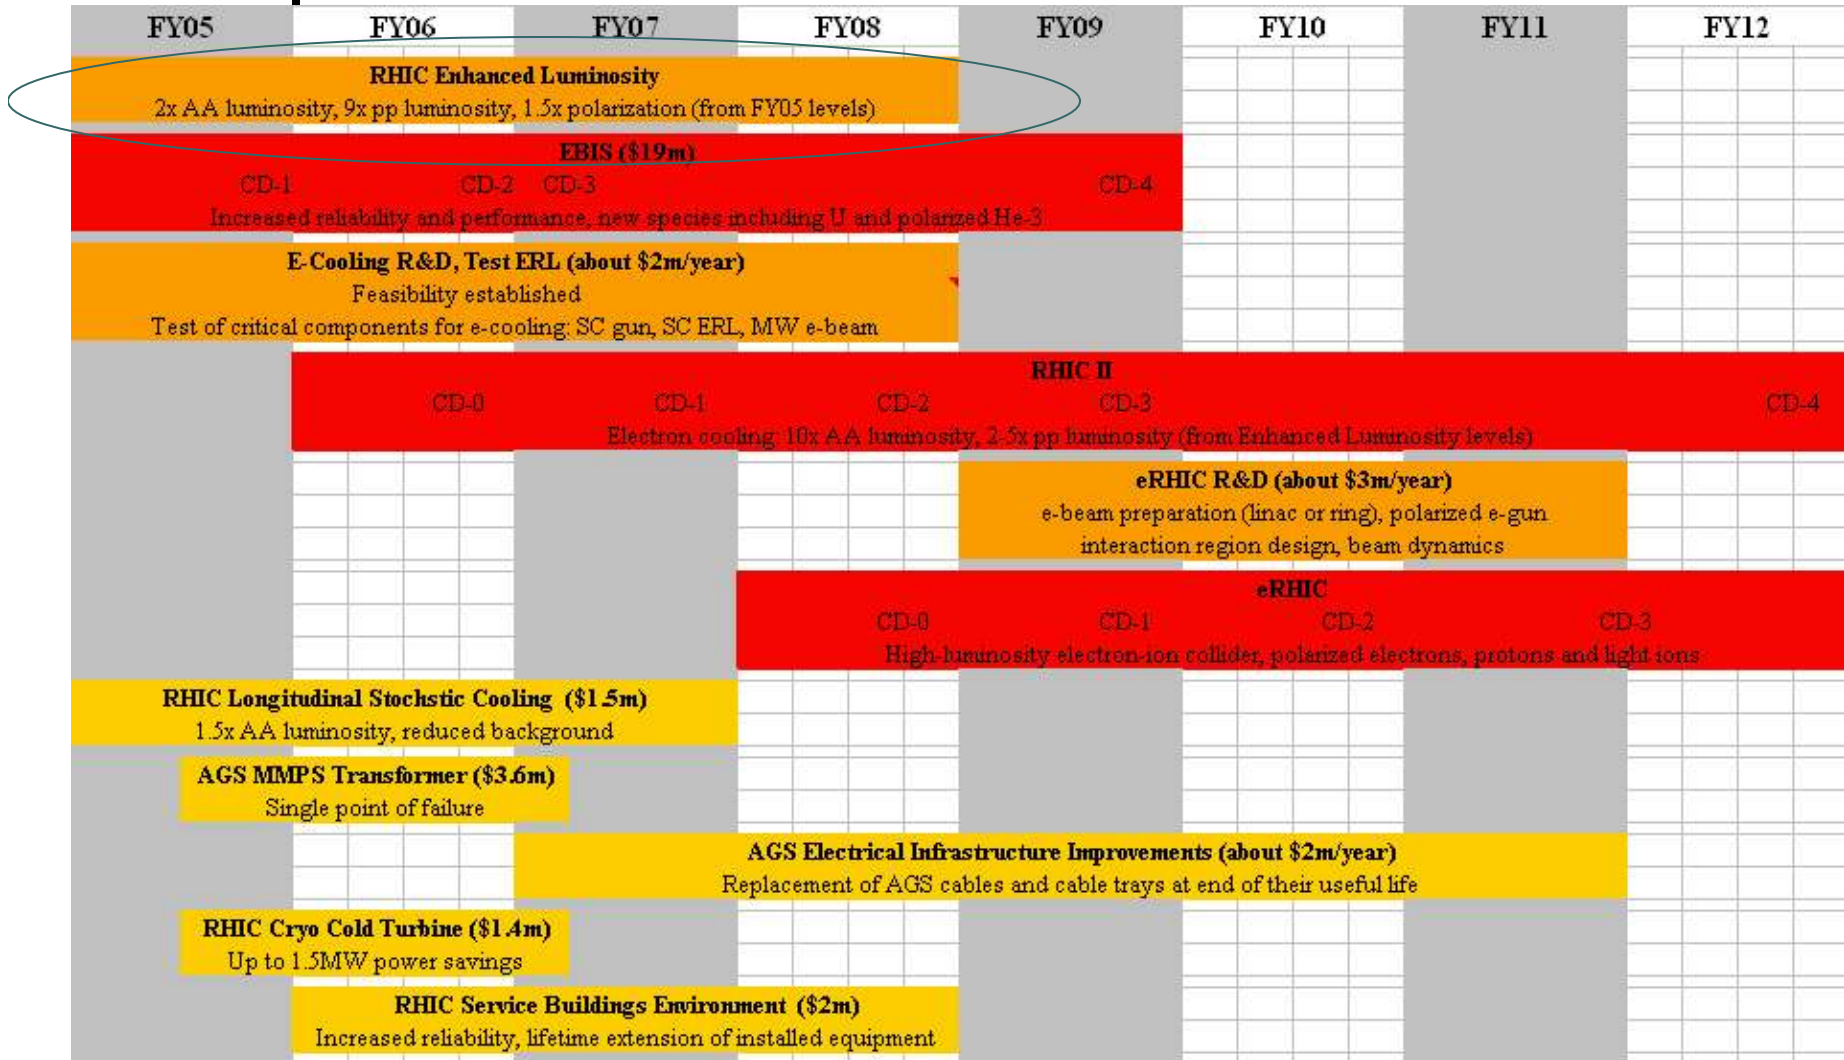 FY05 FY06 FY07 FY08 FY09 FY10 FY11 FY12
RHIC Enhanced Luminosity
2x AA luminosity, 9x pp luminosity, 1.5x polarization (from FY05 levels)
EBIS ($19m)
CD-1 CD-2 CD-3 CD-4
Increased reliability and performance, new species including U and polarized He-3
E-Cooling R&D, Test ERL (about $2m/year)
Feasibility established
Test of critical components for e-cooling: SC gun, SC ERL, MW e-beam
RHIC II
CD-0 CD-1 CD-2 CD-3 CD-4
Electron cooling: 10x AA luminosity, 2-5x pp luminosity (from Enhanced Luminosity levels)
eRHIC R&D (about $3m/year)
e-beam preparation (linac or ring), polarized e-gun
interaction region design, beam dynamics
eRHIC
CD-0 CD-1 CD-2 CD-3
High-luminosity electron-ion collider, polarized electrons, protons and light ions
RHIC Longitudinal Stochstic Cooling ($1.5m)
1.5x AA luminosity, reduced background
AGS MMPS Transformer ($3.6m)
Single point of failure
AGS Electrical Infrastructure Improvements (about $2m/year)
Replacement of AGS cables and cable trays at end of their useful life
RHIC Cryo Cold Turbine ($1.4m)
Up to 1.5MW power savings
RHIC Service Buildings Environment ($2m)
Increased reliability, lifetime extension of installed equipment